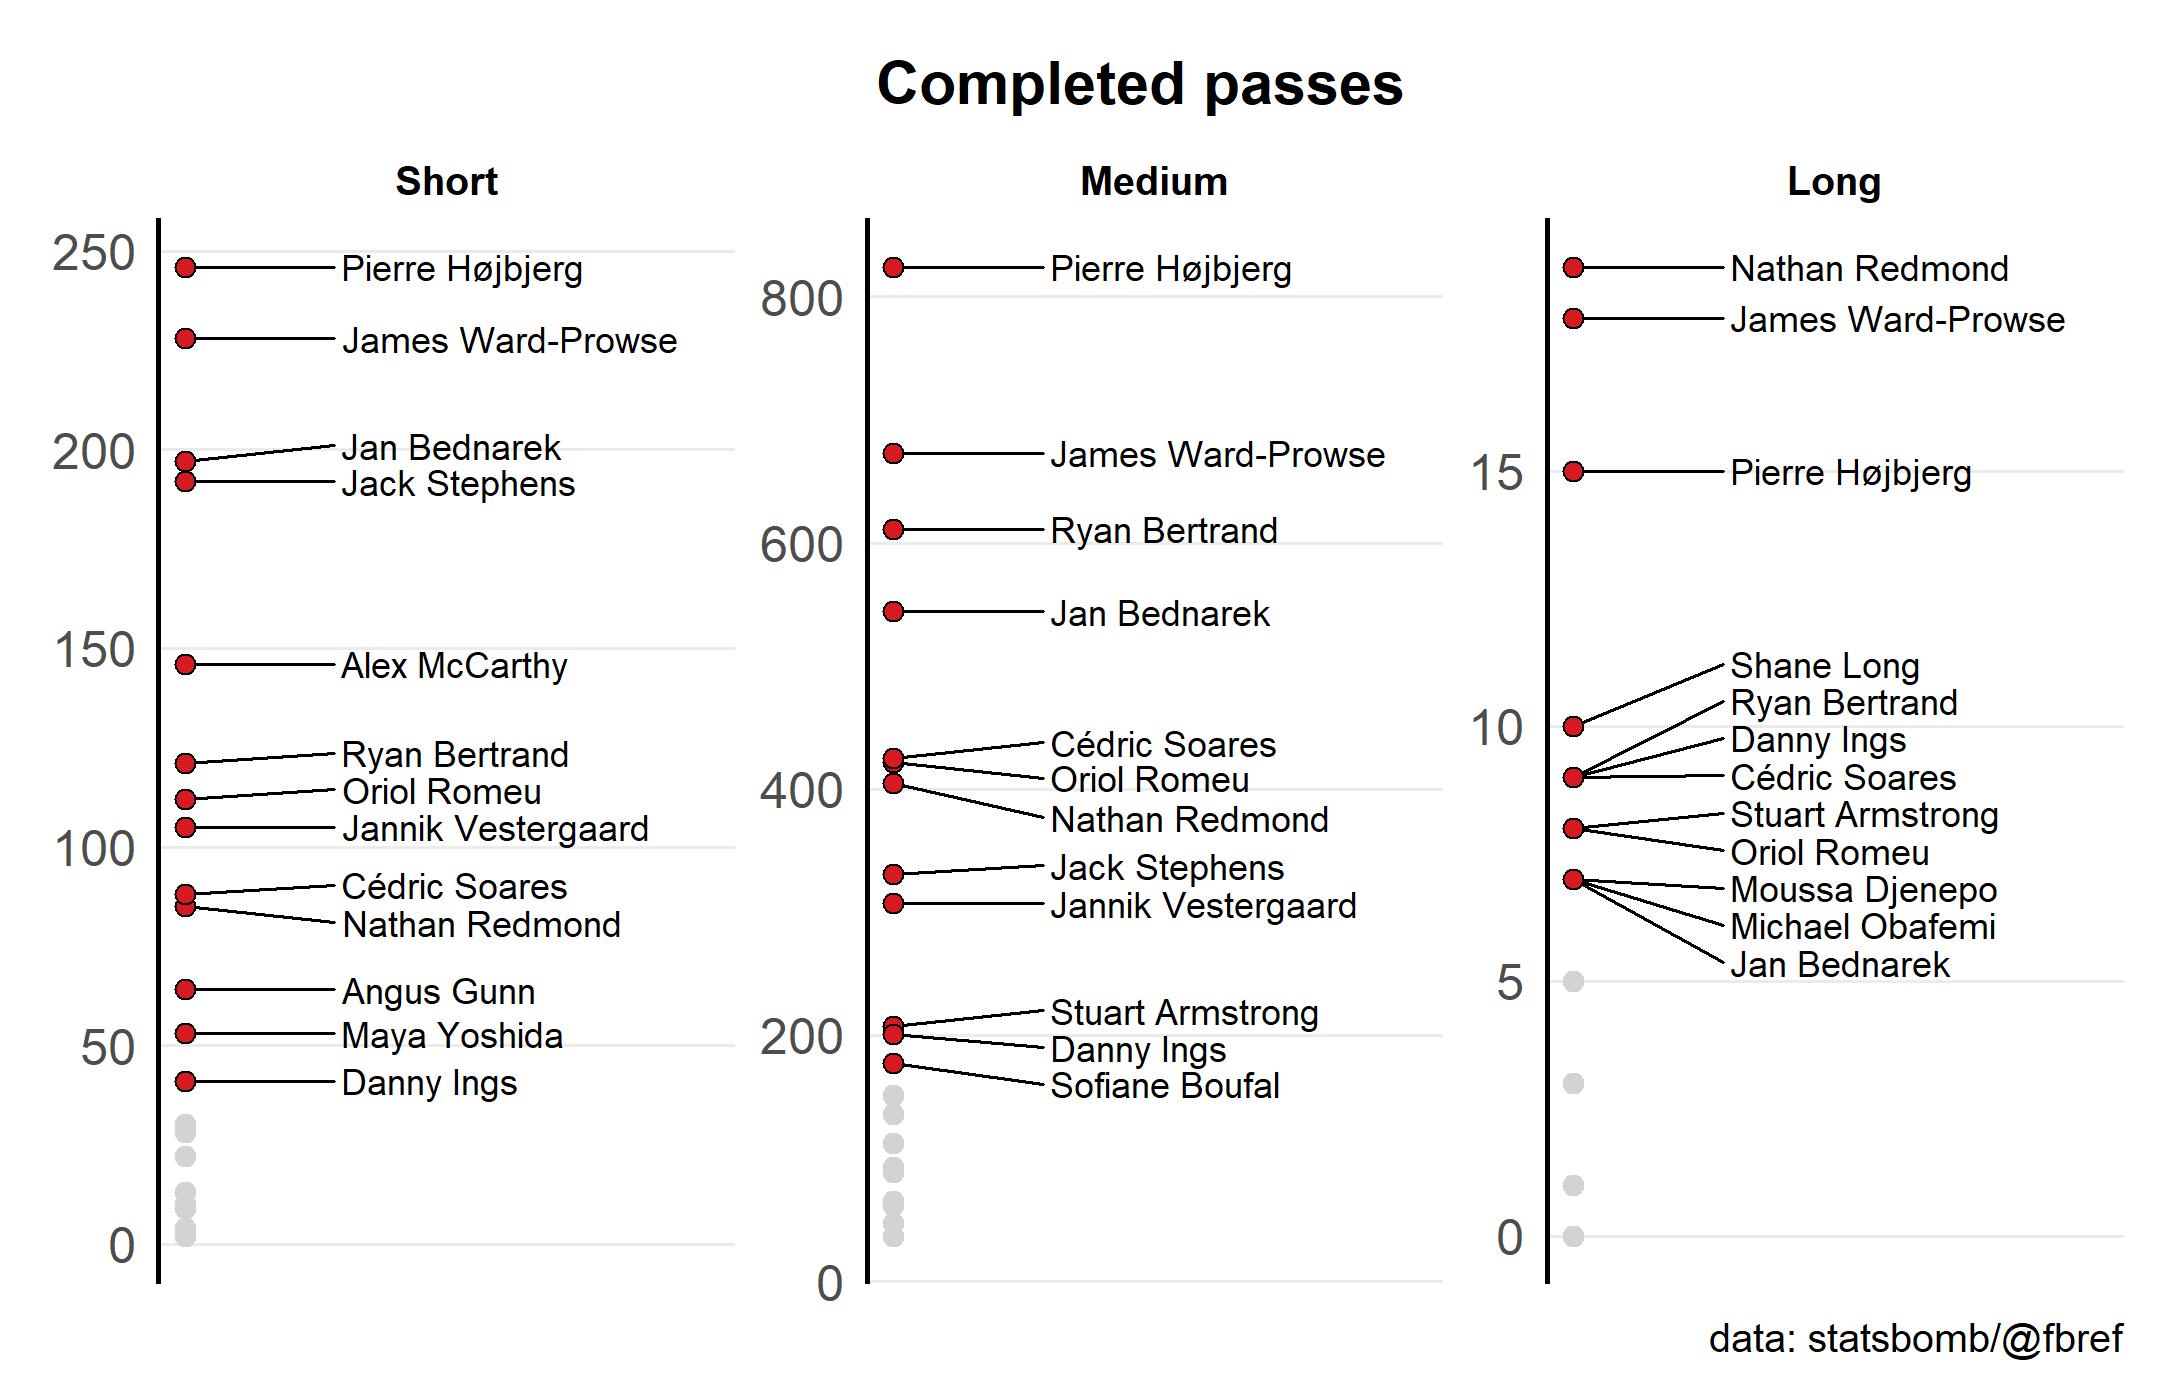 Completed passes
Short
250
200
150
100
50
0
Pierre Højbjerg
James Ward-Prowse
Jan Bednarek
Jack Stephens
Alex McCarthy
Ryan Bertrand
Oriol Romeu
Jannik Vestergaard
Cédric Soares
Nathan Redmond
Angus Gunn
Maya Yoshida
Danny Ings
Medium
800
600
400
200
0
Pierre Højbjerg
James Ward-Prowse
Ryan Bertrand
Jan Bednarek
Cédric Soares
Oriol Romeu
Nathan Redmond
Jack Stephens
Jannik Vestergaard
Stuart Armstrong
Danny Ings
Sofiane Boufal
Long
15
10
5
0
Nathan Redmond
James Ward-Prowse
Pierre Højbjerg
Shane Long
Ryan Bertrand
Danny Ings
Cédric Soares
Stuart Armstrong
Oriol Romeu
Moussa Djenepo
Michael Obafemi
Jan Bednarek
data: statsbomb/@fbref